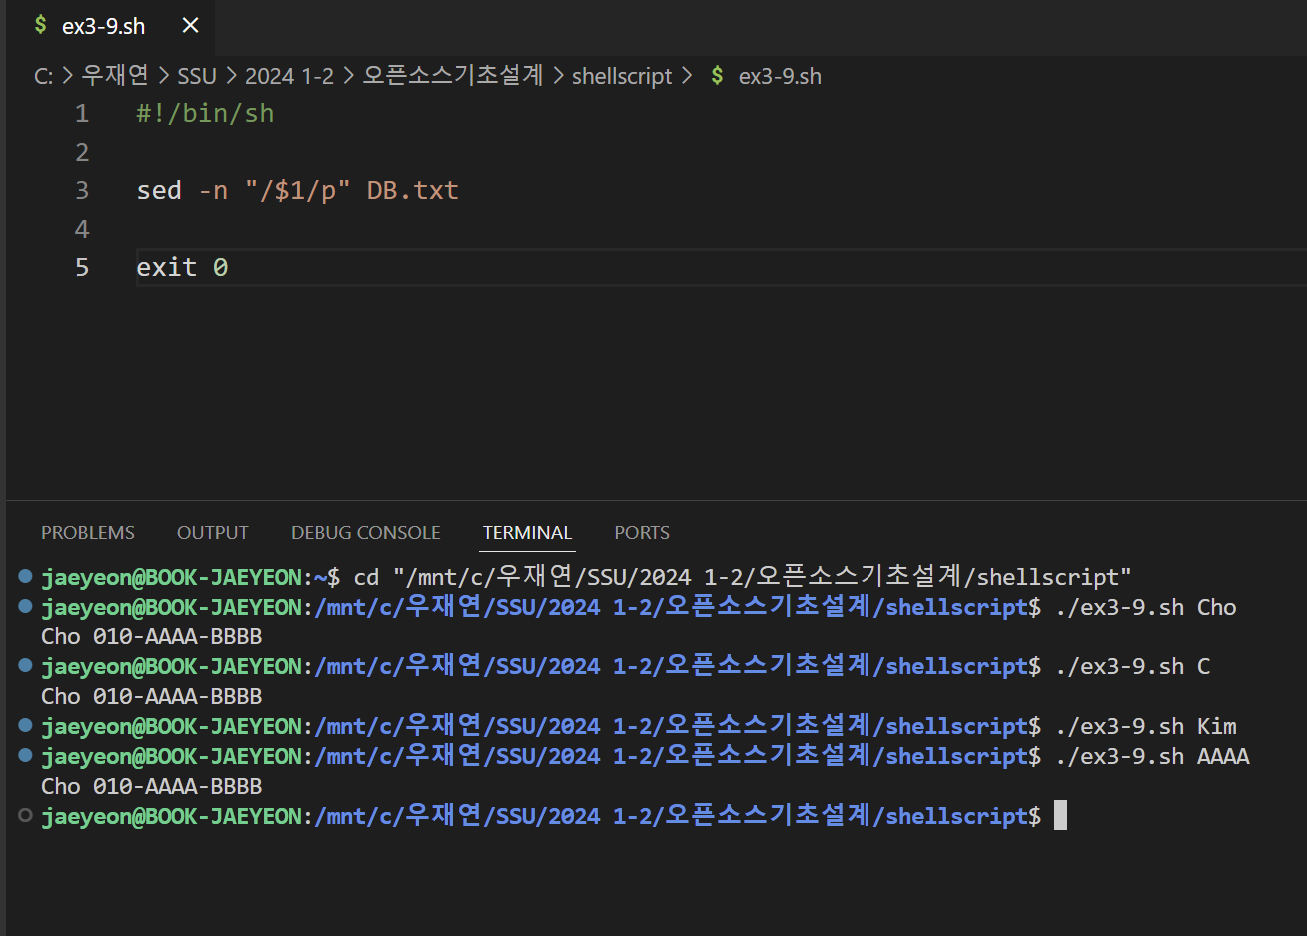 $ ex3-9.sh ×
C: > 우재연 > SSU > 2024 1-2 > 오픈소스기초설계 > shellscript > $ ex3-9.sh
1 #!/bin/sh
2
3 sed -n "/$1/p" DB.txt
4
5 exit 0
PROBLEMS OUTPUT DEBUG CONSOLE TERMINAL PORTS
jaeyeon@BOOK-JAEYEON:~$ cd "/mnt/c/우재연/SSU/2024 1-2/오픈소스기초설계/shellscript"
jaeyeon@BOOK-JAEYEON:/mnt/c/우재연/SSU/2024 1-2/오픈소스기초설계/shellscript$ ./ex3-9.sh Cho
Cho 010-AAAA-BBBB
jaeyeon@BOOK-JAEYEON:/mnt/c/우재연/SSU/2024 1-2/오픈소스기초설계/shellscript$ ./ex3-9.sh C
Cho 010-AAAA-BBBB
jaeyeon@BOOK-JAEYEON:/mnt/c/우재연/SSU/2024 1-2/오픈소스기초설계/shellscript$ ./ex3-9.sh Kim
jaeyeon@BOOK-JAEYEON:/mnt/c/우재연/SSU/2024 1-2/오픈소스기초설계/shellscript$ ./ex3-9.sh AAAA
Cho 010-AAAA-BBBB
jaeyeon@BOOK-JAEYEON:/mnt/c/우재연/SSU/2024 1-2/오픈소스기초설계/shellscript$